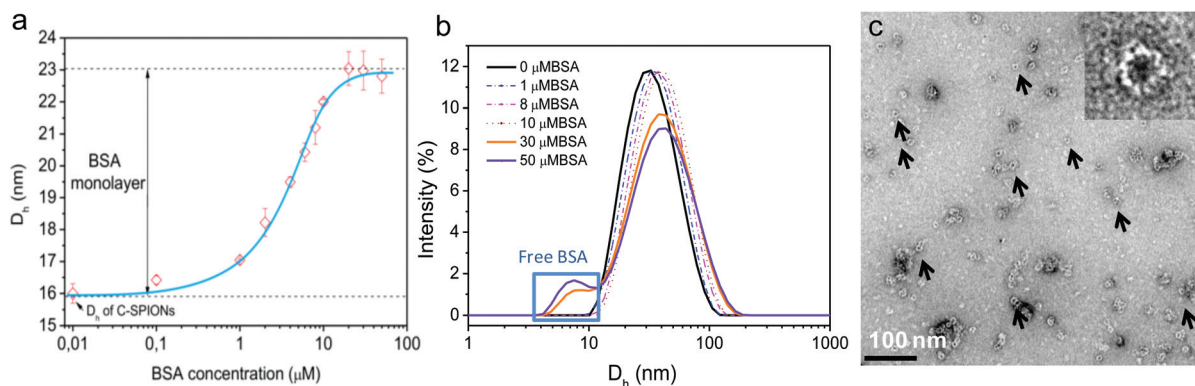 a
24
23
22
21
20
19
18
17
16
15
D_h (nm)
BSA
monolayer
D_h of C-SPIONs
0,01
0,1
1
10
100
BSA concentration (μM)
b
14
12
10
8
6
4
2
0
Intensity (%)
0 μMBSA
1 μMBSA
8 μMBSA
10 μMBSA
30 μMBSA
50 μMBSA
Free BSA
1
10
100
1000
D_h (nm)
c
100 nm